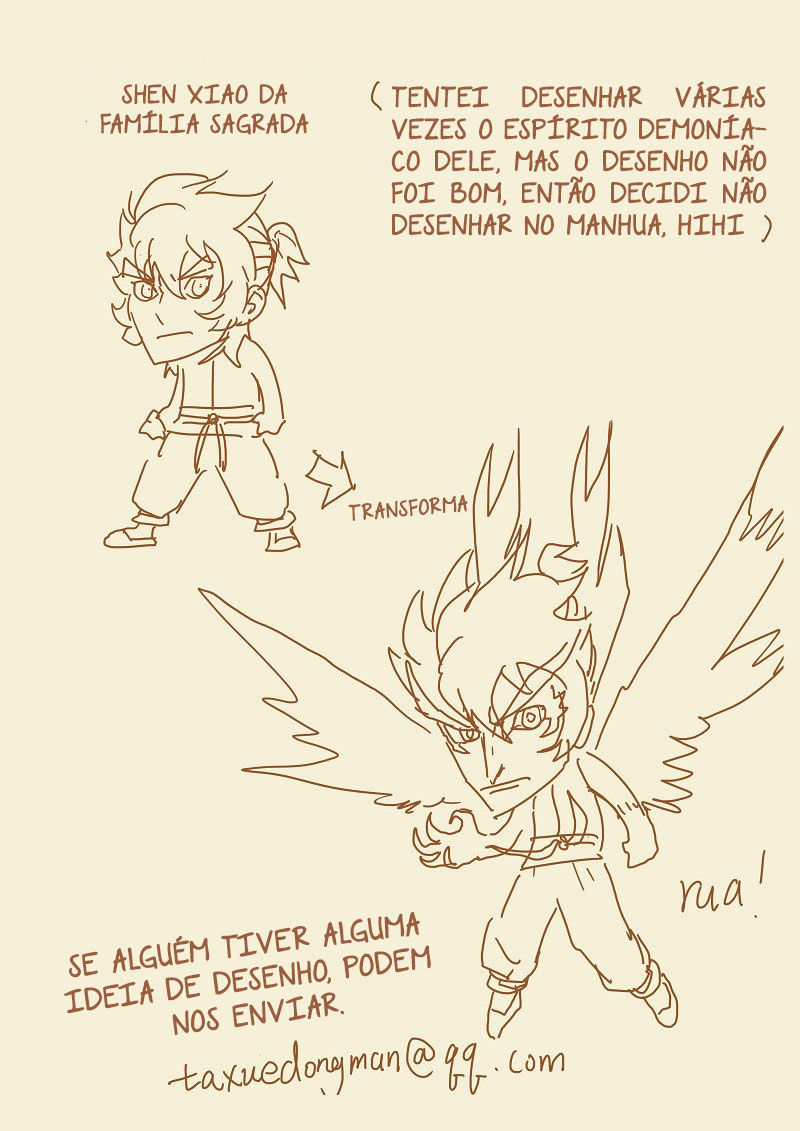 SHEN XIAO DA
FAMÍLIA SAGRADA
( TENTEI DESENHAR VÁRIAS
VEZES O ESPÍRITO DEMONÍA-
CO DELE, MAS O DESENHO NÃO
FOI BOM, ENTÃO DECIDI NÃO
DESENHAR NO MANHUA, HIHI )
TRANSFORMA
rua!
SE ALGUÉM TIVER ALGUMA
IDEIA DE DESENHO, PODEM
NOS ENVIAR.
taxuedongman@qq.com